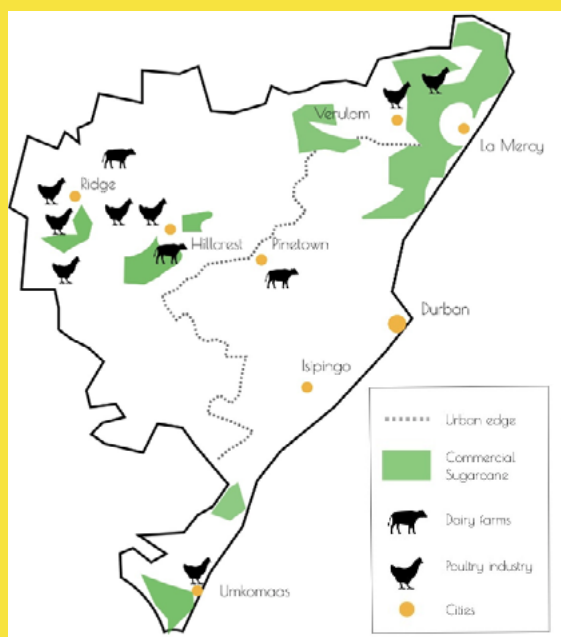 Verulam
La Mercy
Ridge
Hillcrest
Pinetown
Durban
Isipingo
Urban edge
Commercial
Sugarcane
Dairy farms
Poultry industry
Umkomaas
Cities